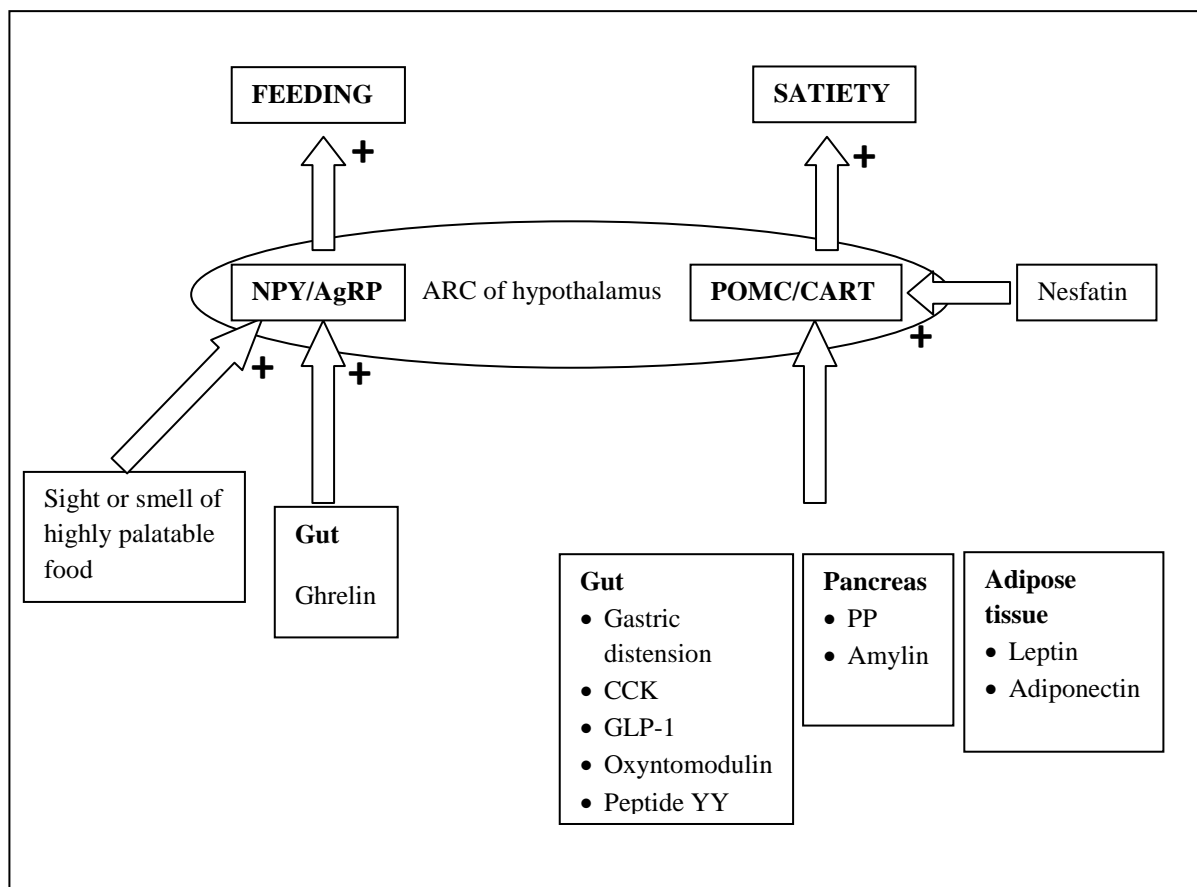 FEEDING
SATIETY
+
+
NPY/AgRP
ARC of hypothalamus
POMC/CART
Nesfatin
+
+
+
Sight or smell of
highly palatable
food
Gut
Ghrelin
Gut
• Gastric
distension
• CCK
• GLP-1
• Oxyntomodulin
• Peptide YY
Pancreas
• PP
• Amylin
Adipose
tissue
• Leptin
• Adiponectin